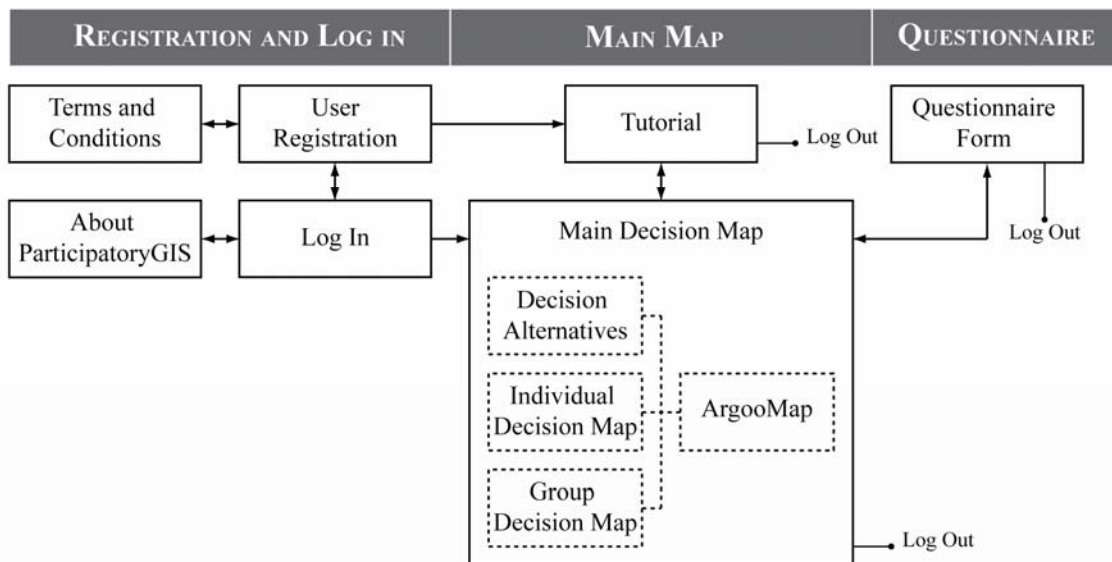 REGISTRATION AND LOG IN
MAIN MAP
QUESTIONNAIRE
Terms and
Conditions
User
Registration
Tutorial
Log Out
Questionnaire
Form
Log Out
About
ParticipatoryGIS
Log In
Main Decision Map
Decision
Alternatives
Individual
Decision Map
ArgooMap
Group
Decision Map
Log Out